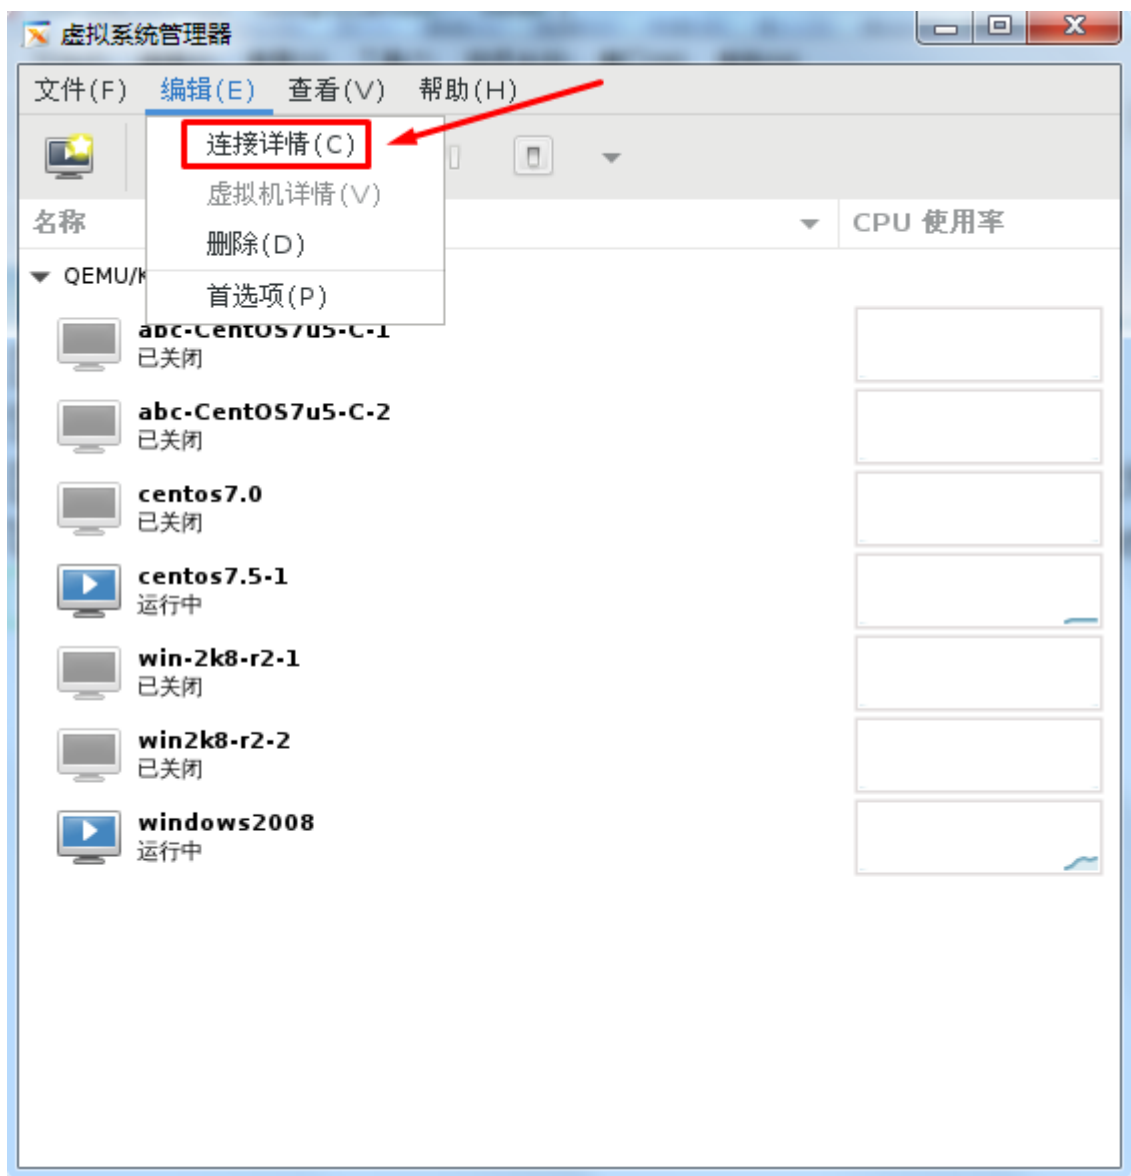 虚拟系统管理器
文件(F) 编辑(E) 查看(V) 帮助(H)
连接详情(C)
虚拟机详情(V)
删除(D)
首选项(P)
名称 CPU 使用率
QEMU/K
abc-CentOS7u5-C-1
已关闭
abc-CentOS7u5-C-2
已关闭
centos7.0
已关闭
centos7.5-1
运行中
win-2k8-r2-1
已关闭
win2k8-r2-2
已关闭
windows2008
运行中